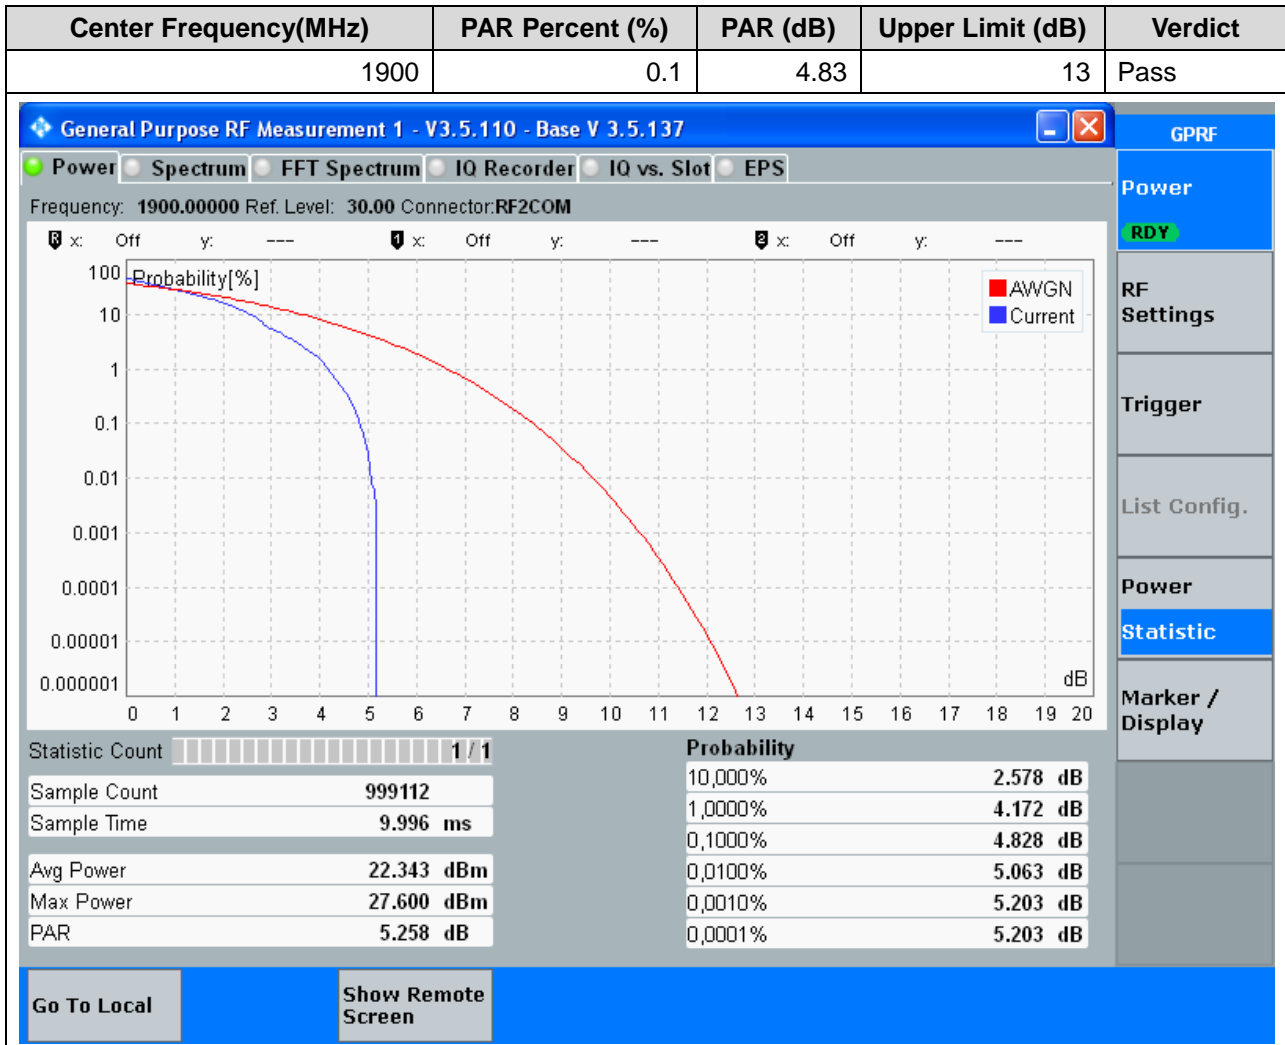 Center Frequency(MHz) PAR Percent (%) PAR (dB) Upper Limit (dB) Verdict
1900 0.1 4.83 13 Pass
General Purpose RF Measurement 1 - V3.5.110 - Base V 3.5.137
GPRF
Power Spectrum FFT Spectrum IQ Recorder IQ vs. Slot EPS
Frequency: 1900.00000 Ref. Level: 30.00 Connector:RF2COM
R x: Off y: --- 1 x: Off y: --- 2 x: Off y: ---
Probability[%]
100
10
1
0.1
0.01
0.001
0.0001
0.00001
0.000001
AWGN
Current
dB
0 1 2 3 4 5 6 7 8 9 10 11 12 13 14 15 16 17 18 19 20
Statistic Count 1 / 1
Sample Count 999112
Sample Time 9.996 ms
Avg Power 22.343 dBm
Max Power 27.600 dBm
PAR 5.258 dB
Probability
10,000% 2.578 dB
1,0000% 4.172 dB
0,1000% 4.828 dB
0,0100% 5.063 dB
0,0010% 5.203 dB
0,0001% 5.203 dB
Power
RDY
RF
Settings
Trigger
List Config.
Power
Statistic
Marker /
Display
Go To Local
Show Remote
Screen